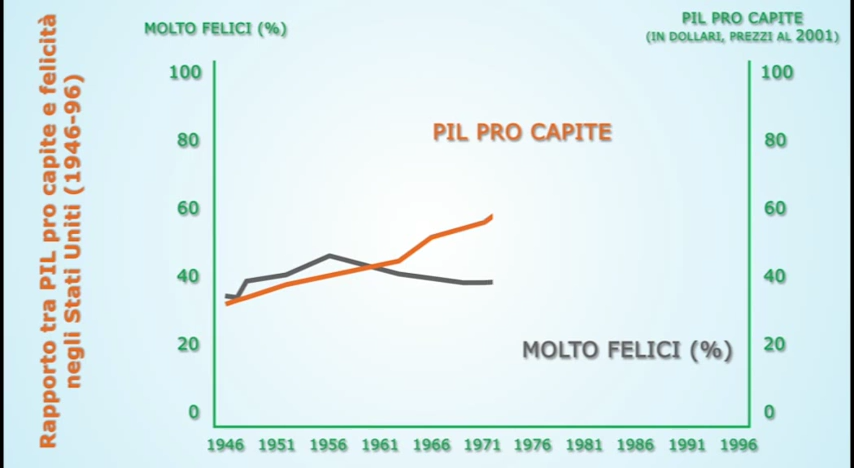 Rapporto tra PIL pro capite e felicità
negli Stati Uniti (1946-96)
MOLTO FELICI (%)
PIL PRO CAPITE
(IN DOLLARI, PREZZI AL 2001)
100
80
60
40
20
0
PIL PRO CAPITE
MOLTO FELICI (%)
100
80
60
40
20
0
1946 1951 1956 1961 1966 1971 1976 1981 1986 1991 1996